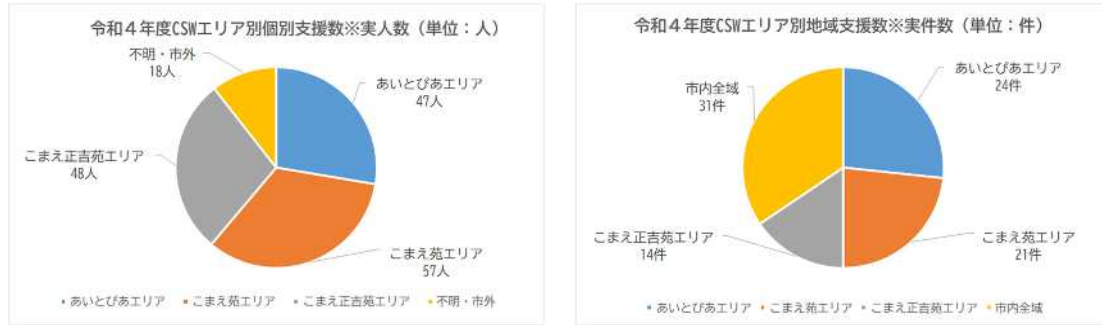 令和４年度CSWエリア別個別支援数※実人数（単位：人）
不明・市外
18人
あいとぴあエリア
47人
こまえ正吉苑エリア
48人
こまえ苑エリア
57人
あいとぴあエリア こまえ苑エリア こまえ正吉苑エリア 不明・市外
令和４年度CSWエリア別地域支援数※実件数（単位：件）
あいとぴあエリア
24件
市内全域
31件
こまえ正吉苑エリア
14件
こまえ苑エリア
21件
あいとぴあエリア こまえ苑エリア こまえ正吉苑エリア 市内全域